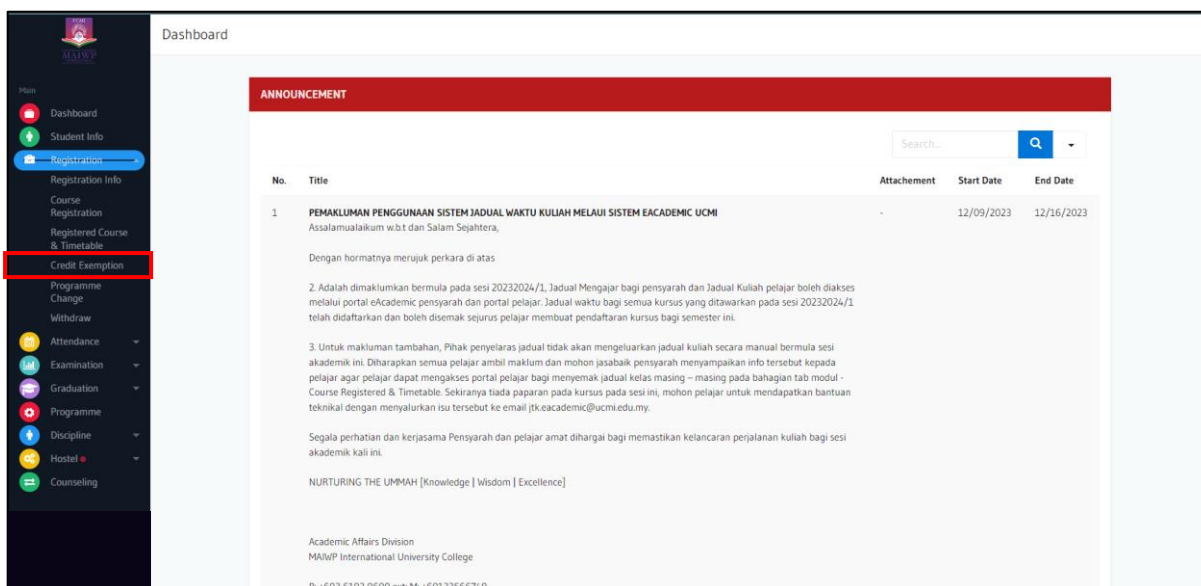 UCMI
MAIWP
Dashboard
Main
Dashboard
Student Info
Registration
Registration Info
Course
Registration
Registered Course
& Timetable
Credit Exemption
Programme
Change
Withdraw
Attendance
Examination
Graduation
Programme
Discipline
Hostel
Counseling
ANNOUNCEMENT
Search...
No. Title Attachement Start Date End Date
1 PEMAKLUMAN PENGGUNAAN SISTEM JADUAL WAKTU KULIAH MELAUI SISTEM EACADEMIC UCMI - 12/09/2023 12/16/2023
Assalamualaikum w.b.t dan Salam Sejahtera,
Dengan hormatnya merujuk perkara di atas
2. Adalah dimaklumkan bermula pada sesi 20232024/1, Jadual Mengajar bagi pensyarah dan Jadual Kuliah pelajar boleh diakses
melalui portal eAcademic pensyarah dan portal pelajar. Jadual waktu bagi semua kursus yang ditawarkan pada sesi 20232024/1
telah didaftarkan dan boleh disemak sejurus pelajar membuat pendaftaran kursus bagi semester ini.
3. Untuk makluman tambahan, Pihak penyelaras jadual tidak akan mengeluarkan jadual kuliah secara manual bermula sesi
akademik ini. Diharapkan semua pelajar ambil maklum dan mohon jasabaik pensyarah menyampaikan info tersebut kepada
pelajar agar pelajar dapat mengakses portal pelajar bagi menyemak jadual kelas masing – masing pada bahagian tab modul -
Course Registered & Timetable. Sekiranya tiada paparan pada kursus pada sesi ini, mohon pelajar untuk mendapatkan bantuan
teknikal dengan menyalurkan isu tersebut ke email jtk.eacademic@ucmi.edu.my.
Segala perhatian dan kerjasama Pensyarah dan pelajar amat dihargai bagi memastikan kelancaran perjalanan kuliah bagi sesi
akademik kali ini.
NURTURING THE UMMAH [Knowledge | Wisdom | Excellence]
Academic Affairs Division
MAIWP International University College